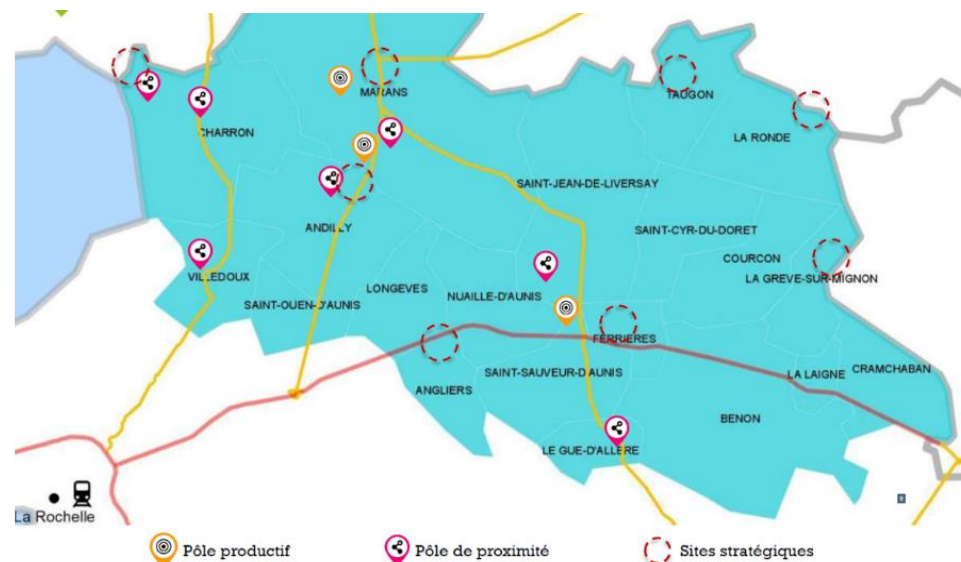 MARANS
TAUGON
CHARRON
LA RONDE
SAINT-JEAN-DE-LIVERSAY
ANDILLY
SAINT-CYR-DU-DORET
COURCON
VILLEDOUX
LA GREVE-SUR-MIGNON
LONGEVES
NUAILLE-D'AUNIS
SAINT-OUEN-D'AUNIS
FERRIERES
SAINT-SAUVEUR-D'AUNIS
LA LAIGNE
CRAMCHABAN
ANGLIERS
BENON
LE GUE-D'ALLERE
La Rochelle
Pôle productif
Pôle de proximité
Sites stratégiques